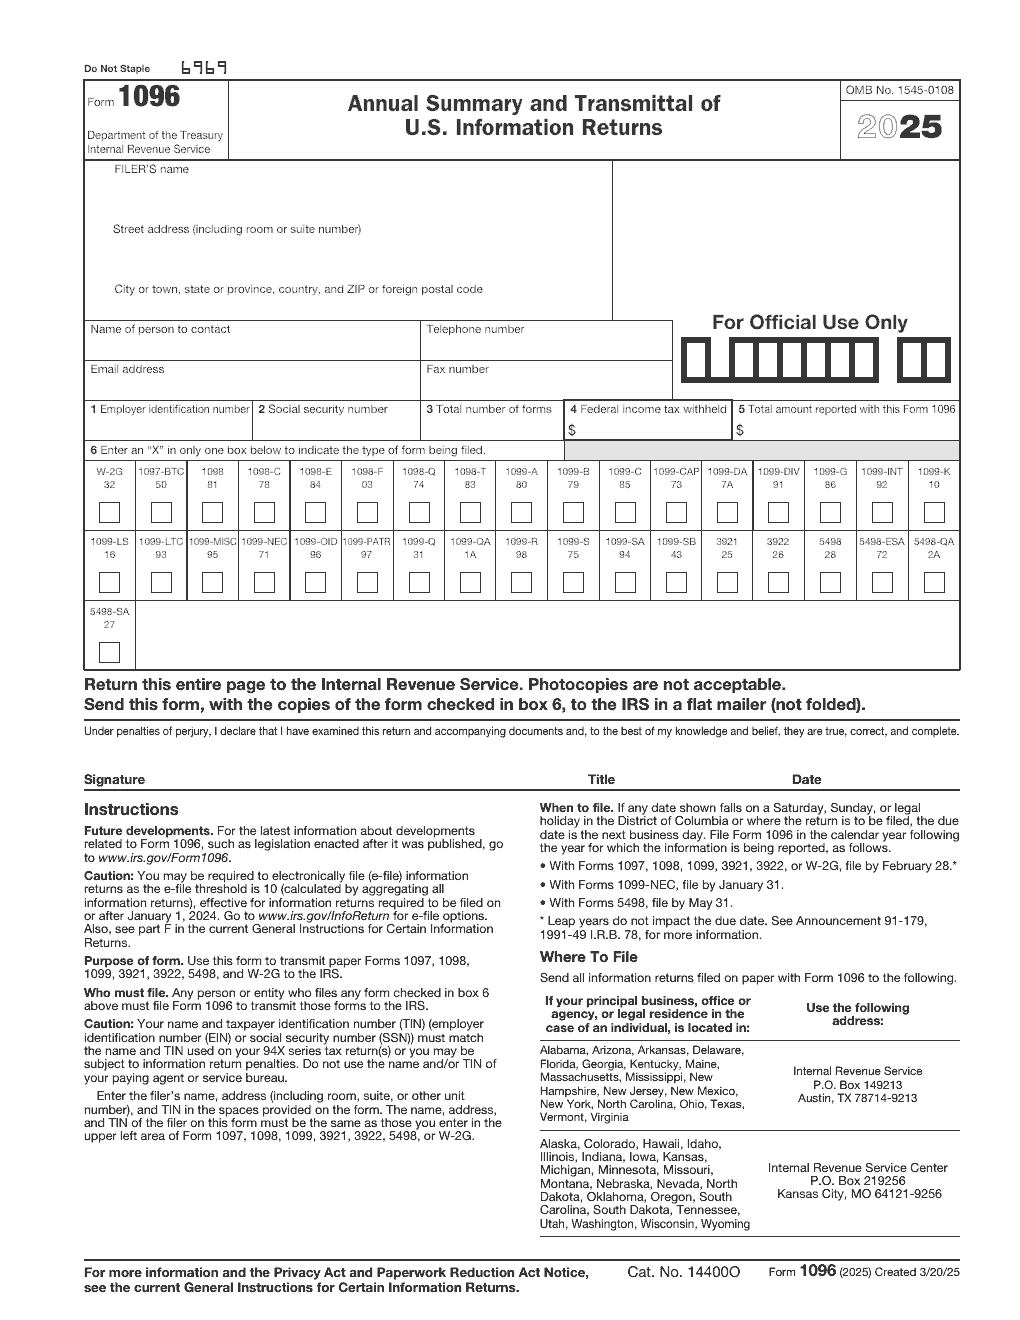 Do Not Staple 6969
Form 1096
Department of the Treasury
Internal Revenue Service
Annual Summary and Transmittal of
U.S. Information Returns
OMB No. 1545-0108
2025
FILER'S name
Street address (including room or suite number)
City or town, state or province, country, and ZIP or foreign postal code
Name of person to contact
Telephone number
Email address
Fax number
For Official Use Only
1 Employer identification number
2 Social security number
3 Total number of forms
4 Federal income tax withheld
$
5 Total amount reported with this Form 1096
$
6 Enter an “X” in only one box below to indicate the type of form being filed.
W-2G 1097-BTC 1098 1098-C 1098-E 1098-F 1098-Q 1098-T 1099-A 1099-B 1099-C 1099-CAP 1099-DA 1099-DIV 1099-G 1099-INT 1099-K
32 50 81 78 84 03 74 83 80 79 85 73 7A 91 86 92 10
1099-LS 1099-LTC 1099-MISC 1099-NEC 1099-OID 1099-PATR 1099-Q 1099-QA 1099-R 1099-S 1099-SA 1099-SB 3921 3922 5498 5498-ESA 5498-QA
16 93 95 71 96 97 31 1A 98 75 94 43 25 26 28 72 2A
5498-SA
27
Return this entire page to the Internal Revenue Service. Photocopies are not acceptable.
Send this form, with the copies of the form checked in box 6, to the IRS in a flat mailer (not folded).
Under penalties of perjury, I declare that I have examined this return and accompanying documents and, to the best of my knowledge and belief, they are true, correct, and complete.
Signature Title Date
Instructions
Future developments. For the latest information about developments
related to Form 1096, such as legislation enacted after it was published, go
to www.irs.gov/Form1096.
Caution: You may be required to electronically file (e-file) information
returns as the e-file threshold is 10 (calculated by aggregating all
information returns), effective for information returns required to be filed on
or after January 1, 2024. Go to www.irs.gov/InfoReturn for e-file options.
Also, see part F in the current General Instructions for Certain Information
Returns.
Purpose of form. Use this form to transmit paper Forms 1097, 1098,
1099, 3921, 3922, 5498, and W-2G to the IRS.
Who must file. Any person or entity who files any form checked in box 6
above must file Form 1096 to transmit those forms to the IRS.
Caution: Your name and taxpayer identification number (TIN) (employer
identification number (EIN) or social security number (SSN)) must match
the name and TIN used on your 94X series tax return(s) or you may be
subject to information return penalties. Do not use the name and/or TIN of
your paying agent or service bureau.
Enter the filer's name, address (including room, suite, or other unit
number), and TIN in the spaces provided on the form. The name, address,
and TIN of the filer on this form must be the same as those you enter in the
upper left area of Form 1097, 1098, 1099, 3921, 3922, 5498, or W-2G.
When to file. If any date shown falls on a Saturday, Sunday, or legal
holiday in the District of Columbia or where the return is to be filed, the due
date is the next business day. File Form 1096 in the calendar year following
the year for which the information is being reported, as follows.
• With Forms 1097, 1098, 1099, 3921, 3922, or W-2G, file by February 28.*
• With Forms 1099-NEC, file by January 31.
• With Forms 5498, file by May 31.
* Leap years do not impact the due date. See Announcement 91-179,
1991-49 I.R.B. 78, for more information.
Where To File
Send all information returns filed on paper with Form 1096 to the following.
If your principal business, office or
agency, or legal residence in the
case of an individual, is located in:
Use the following
address:
Alabama, Arizona, Arkansas, Delaware,
Florida, Georgia, Kentucky, Maine,
Massachusetts, Mississippi, New
Hampshire, New Jersey, New Mexico,
New York, North Carolina, Ohio, Texas,
Vermont, Virginia
Internal Revenue Service
P.O. Box 149213
Austin, TX 78714-9213
Alaska, Colorado, Hawaii, Idaho,
Illinois, Indiana, Iowa, Kansas,
Michigan, Minnesota, Missouri,
Montana, Nebraska, Nevada, North
Dakota, Oklahoma, Oregon, South
Carolina, South Dakota, Tennessee,
Utah, Washington, Wisconsin, Wyoming
Internal Revenue Service Center
P.O. Box 219256
Kansas City, MO 64121-9256
For more information and the Privacy Act and Paperwork Reduction Act Notice,
see the current General Instructions for Certain Information Returns.
Cat. No. 14400O
Form 1096 (2025) Created 3/20/25